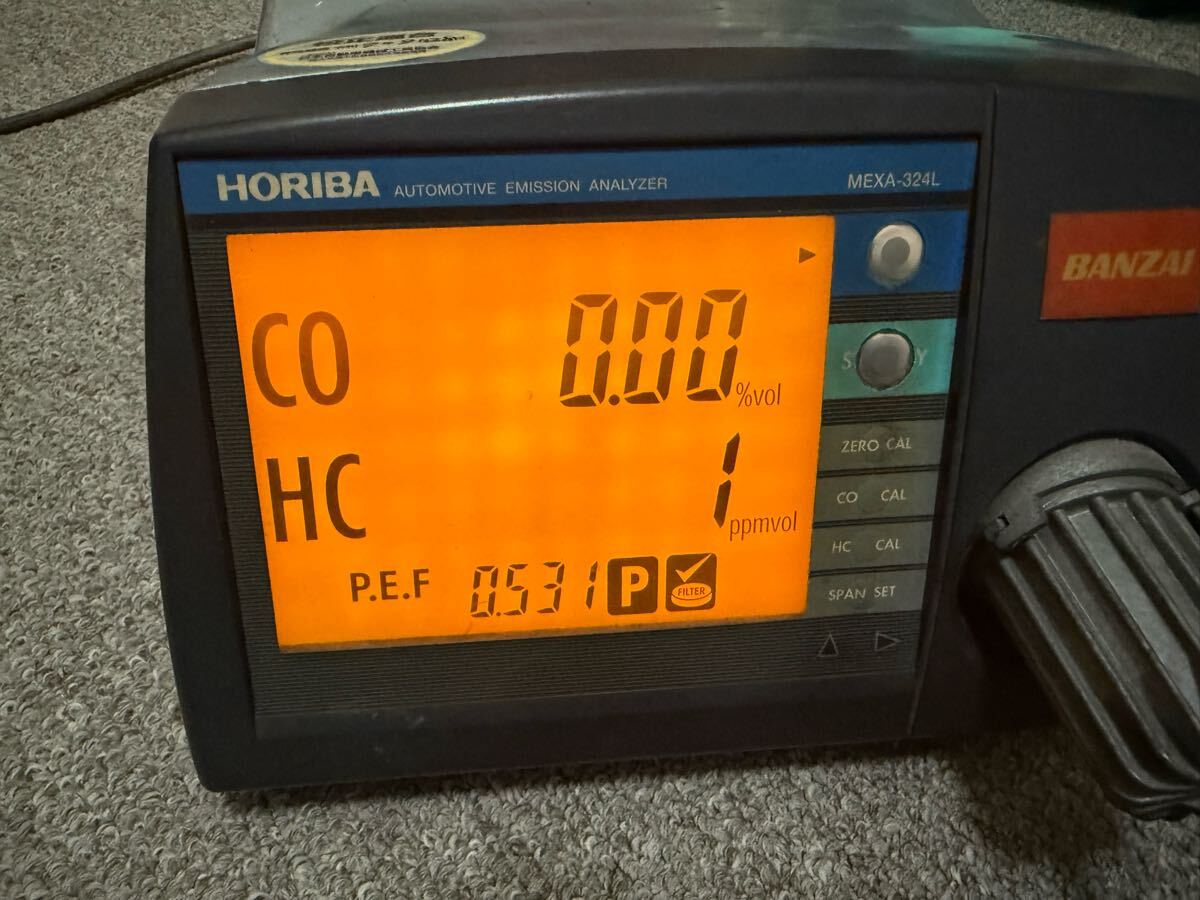 HORIBA AUTOMOTIVE EMISSION ANALYZER MEXA-324L
BANZAI
CO 0.00 %vol
HC 1 ppmvol
P.E.F 0.531 P FILTER
ZERO CAL
CO CAL
HC CAL
SPAN SET